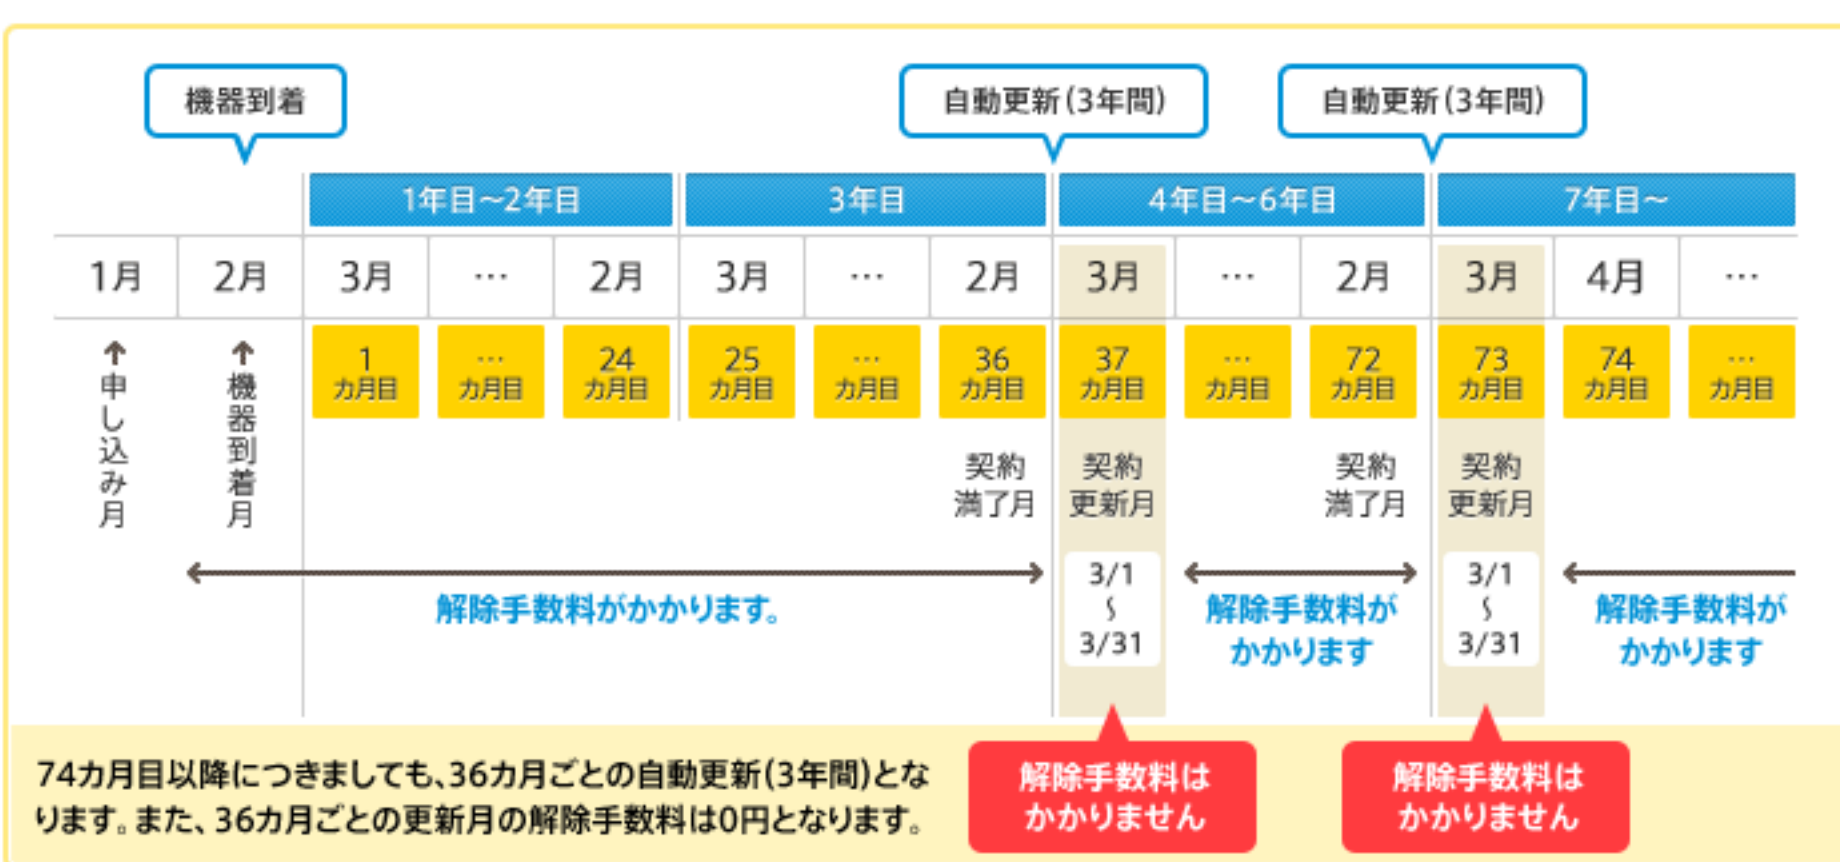 機器到着
自動更新(3年間)
自動更新(3年間)
1年目～2年目
3年目
4年目～6年目
7年目～
1月
2月
3月
…
2月
3月
…
2月
3月
…
2月
3月
4月
…
↑申し込み月
↑機器到着月
1
カ月目
…
カ月目
24
カ月目
25
カ月目
…
カ月目
36
カ月目
37
カ月目
…
カ月目
72
カ月目
73
カ月目
74
カ月目
…
カ月目
契約
満了月
契約
更新月
契約
満了月
契約
更新月
解除手数料がかかります。
3/1
～
3/31
解除手数料が
かかります
3/1
～
3/31
解除手数料が
かかります
74カ月目以降につきましても、36カ月ごとの自動更新(3年間)とな
ります。また、36カ月ごとの更新月の解除手数料は0円となります。
解除手数料は
かかりません
解除手数料は
かかりません